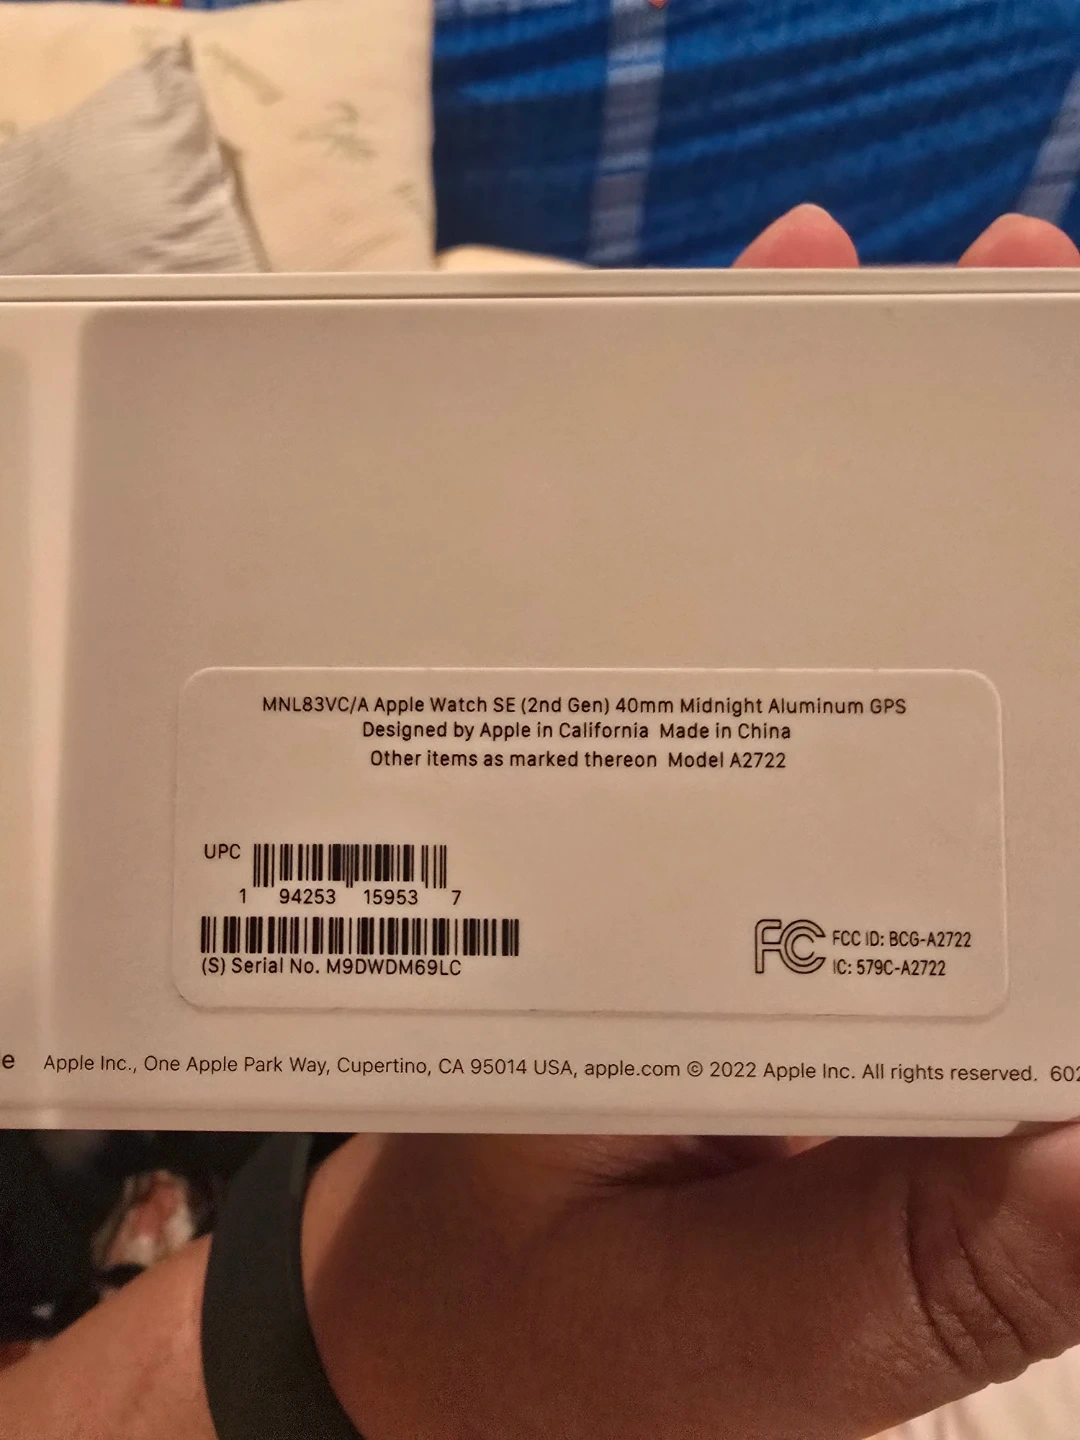 MNL83VC/A Apple Watch SE (2nd Gen) 40mm Midnight Aluminum GPS
Designed by Apple in California Made in China
Other items as marked thereon Model A2722
UPC
1 94253 15953 7
(S) Serial No. M9DWDM69LC
FC FCC ID: BCG-A2722
IC: 579C-A2722
e Apple Inc., One Apple Park Way, Cupertino, CA 95014 USA, apple.com © 2022 Apple Inc. All rights reserved. 602